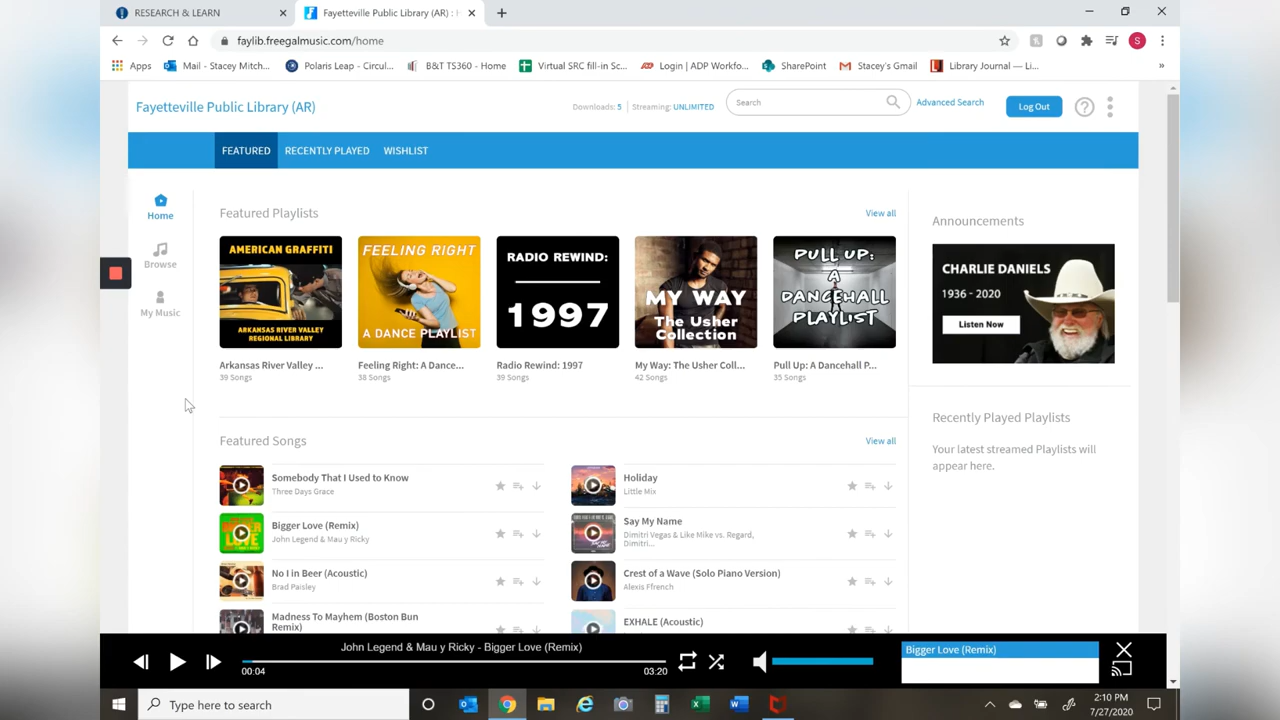 RESEARCH & LEARN
Fayetteville Public Library (AR) :
faylib.freegalmusic.com/home
S
Apps
Mail - Stacey Mitch...
Polaris Leap - Circul...
B&T TS360 - Home
Virtual SRC fill-in Sc...
Login | ADP Workfo...
SharePoint
Stacey's Gmail
Library Journal — Li...
»
Fayetteville Public Library (AR)
Downloads: 5 | Streaming: UNLIMITED
Search
Advanced Search
Log Out
FEATURED
RECENTLY PLAYED
WISHLIST
Home
Browse
My Music
Featured Playlists
View all
AMERICAN GRAFFITI
ARKANSAS RIVER VALLEY
REGIONAL LIBRARY
FEELING RIGHT
A DANCE PLAYLIST
RADIO REWIND:
1997
MY WAY
The Usher
Collection
PULL UP:
A
DANCEHALL
PLAYLIST
Arkansas River Valley ...
39 Songs
Feeling Right: A Dance...
38 Songs
Radio Rewind: 1997
39 Songs
My Way: The Usher Coll...
42 Songs
Pull Up: A Dancehall P...
35 Songs
Announcements
CHARLIE DANIELS
1936 - 2020
Listen Now
Recently Played Playlists
Your latest streamed Playlists will
appear here.
Featured Songs
View all
Somebody That I Used to Know
Three Days Grace
Bigger Love (Remix)
John Legend & Mau y Ricky
No I in Beer (Acoustic)
Brad Paisley
Madness To Mayhem (Boston Bun
Remix)
Holiday
Little Mix
Say My Name
Dimitri Vegas & Like Mike vs. Regard,
Dimitri...
Crest of a Wave (Solo Piano Version)
Alexis Ffrench
EXHALE (Acoustic)
John Legend & Mau y Ricky - Bigger Love (Remix)
00:04
03:20
Bigger Love (Remix)
Type here to search
2:10 PM
7/27/2020